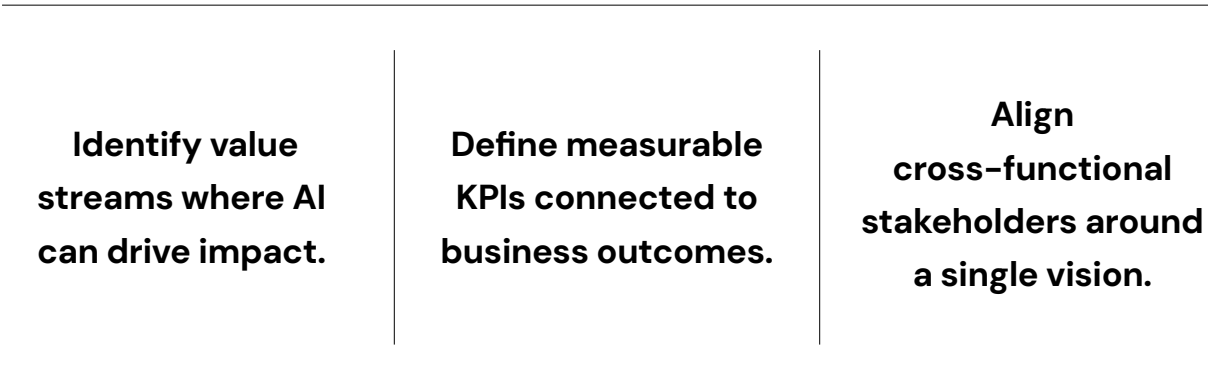 Identify value
streams where AI
can drive impact.
Define measurable
KPIs connected to
business outcomes.
Align
cross-functional
stakeholders around
a single vision.